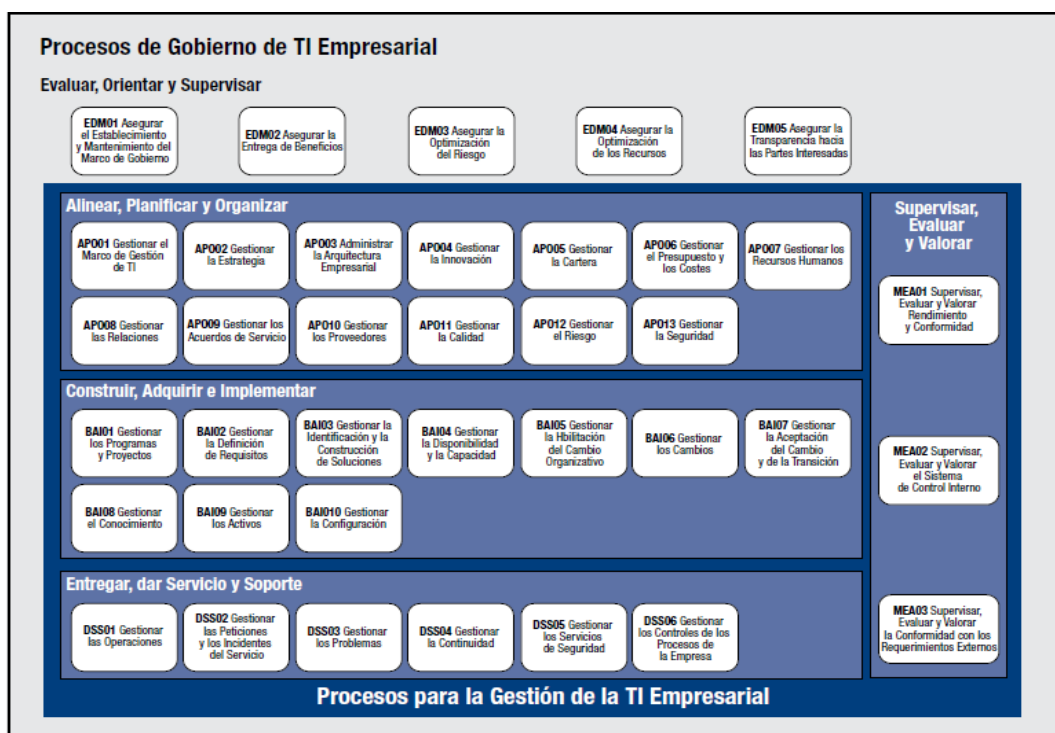 Procesos de Gobierno de TI Empresarial
Evaluar, Orientar y Supervisar
EDM01 Asegurar
el Establecimiento
y Mantenimiento del
Marco de Gobierno
EDM02 Asegurar la
Entrega de Beneficios
EDM03 Asegurar la
Optimización
del Riesgo
EDM04 Asegurar la
Optimización
de los Recursos
EDM05 Asegurar la
Transparencia hacia
las Partes Interesadas
Alinear, Planificar y Organizar
APO01 Gestionar el
Marco de Gestión
de TI
APO02 Gestionar
la Estrategia
APO03 Administrar
la Arquitectura
Empresarial
APO04 Gestionar
la Innovación
APO05 Gestionar
la Cartera
APO06 Gestionar
el Presupuesto y
los Costes
APO07 Gestionar los
Recursos Humanos
APO08 Gestionar
las Relaciones
APO09 Gestionar los
Acuerdos de Servicio
APO10 Gestionar
los Proveedores
APO11 Gestionar
la Calidad
APO12 Gestionar
el Riesgo
APO13 Gestionar
la Seguridad
Construir, Adquirir e Implementar
BAI01 Gestionar
los Programas
y Proyectos
BAI02 Gestionar
la Definición
de Requisitos
BAI03 Gestionar la
Identificación y la
Construcción
de Soluciones
BAI04 Gestionar
la Disponibilidad
y la Capacidad
BAI05 Gestionar
la Hbilitación
del Cambio
Organizativo
BAI06 Gestionar
los Cambios
BAI07 Gestionar
la Aceptación
del Cambio
y de la Transición
BAI08 Gestionar
el Conocimiento
BAI09 Gestionar
los Activos
BAI010 Gestionar
la Configuración
Entregar, dar Servicio y Soporte
DSS01 Gestionar
las Operaciones
DSS02 Gestionar
las Peticiones
y los Incidentes
del Servicio
DSS03 Gestionar
los Problemas
DSS04 Gestionar
la Continuidad
DSS05 Gestionar
los Servicios
de Seguridad
DSS06 Gestionar
los Controles de los
Procesos de
la Empresa
Supervisar,
Evaluar
y Valorar
MEA01 Supervisar,
Evaluar y Valorar
Rendimiento
y Conformidad
MEA02 Supervisar,
Evaluar y Valorar
el Sistema
de Control Interno
MEA03 Supervisar,
Evaluar y Valorar
la Conformidad con los
Requerimientos Externos
Procesos para la Gestión de la TI Empresarial